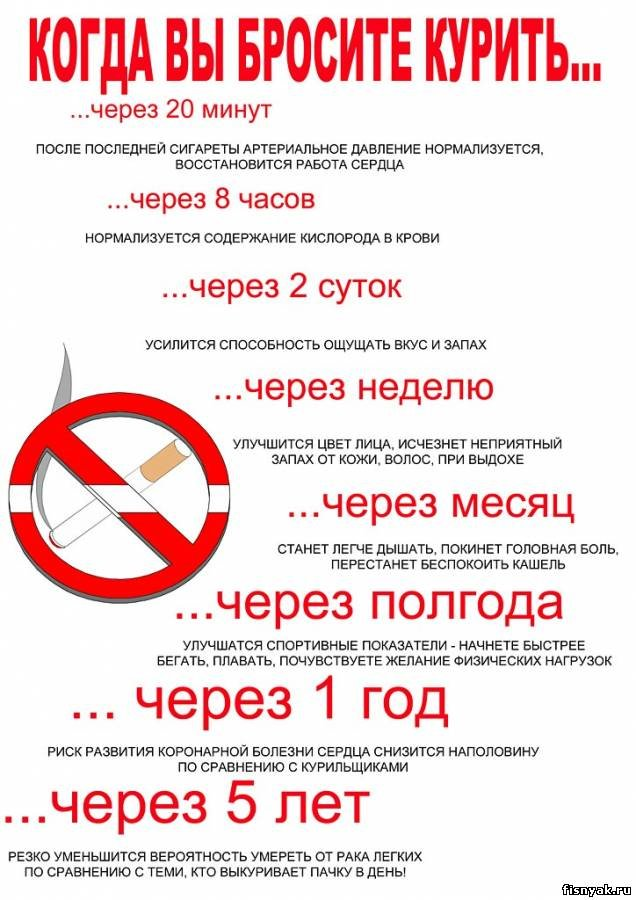 КОГДА ВЫ БРОСИТЕ КУРИТЬ...
...через 20 минут
ПОСЛЕ ПОСЛЕДНЕЙ СИГАРЕТЫ АРТЕРИАЛЬНОЕ ДАВЛЕНИЕ НОРМАЛИЗУЕТСЯ,
ВОССТАНОВИТСЯ РАБОТА СЕРДЦА
...через 8 часов
НОРМАЛИЗУЕТСЯ СОДЕРЖАНИЕ КИСЛОРОДА В КРОВИ
...через 2 суток
УСИЛИТСЯ СПОСОБНОСТЬ ОЩУЩАТЬ ВКУС И ЗАПАХ
...через неделю
УЛУЧШИТСЯ ЦВЕТ ЛИЦА, ИСЧЕЗНЕТ НЕПРИЯТНЫЙ
ЗАПАХ ОТ КОЖИ, ВОЛОС, ПРИ ВЫДОХЕ
...через месяц
СТАНЕТ ЛЕГЧЕ ДЫШАТЬ, ПОКИНЕТ ГОЛОВНАЯ БОЛЬ,
ПЕРЕСТАНЕТ БЕСПОКОИТЬ КАШЕЛЬ
...через полгода
УЛУЧШАТСЯ СПОРТИВНЫЕ ПОКАЗАТЕЛИ - НАЧНЕТЕ БЫСТРЕЕ
БЕГАТЬ, ПЛАВАТЬ, ПОЧУВСТВУЕТЕ ЖЕЛАНИЕ ФИЗИЧЕСКИХ НАГРУЗОК
... через 1 год
РИСК РАЗВИТИЯ КОРОНАРНОЙ БОЛЕЗНИ СЕРДЦА СНИЗИТСЯ НАПОЛОВИНУ
ПО СРАВНЕНИЮ С КУРИЛЬЩИКАМИ
...через 5 лет
РЕЗКО УМЕНЬШИТСЯ ВЕРОЯТНОСТЬ УМЕРЕТЬ ОТ РАКА ЛЕГКИХ
ПО СРАВНЕНИЮ С ТЕМИ, КТО ВЫКУРИВАЕТ ПАЧКУ В ДЕНЬ!
fisnyak.ru